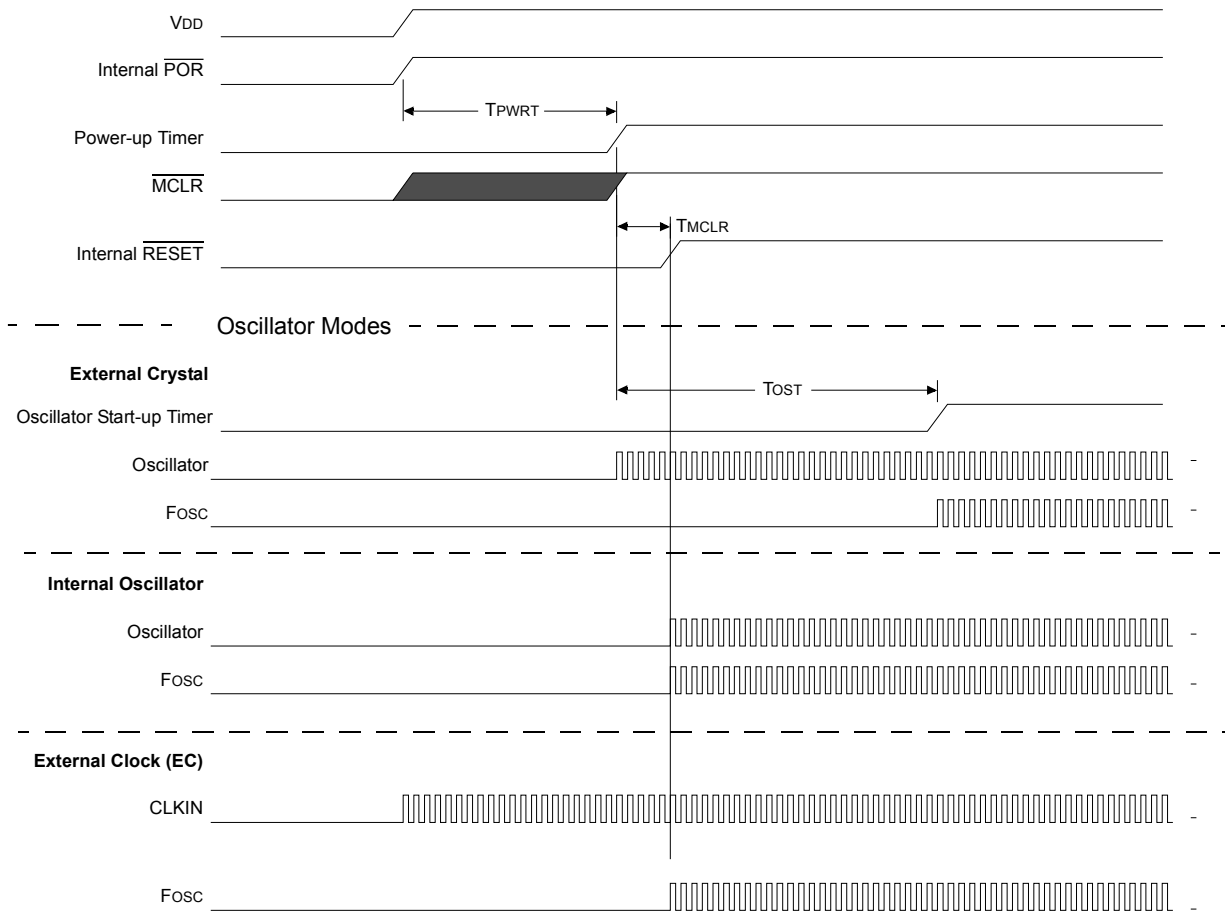 VDD
Internal POR
TPWRT
Power-up Timer
MCLR
TMCLR
Internal RESET
Oscillator Modes
External Crystal
TOST
Oscillator Start-up Timer
Oscillator
FOSC
Internal Oscillator
Oscillator
FOSC
External Clock (EC)
CLKIN
FOSC